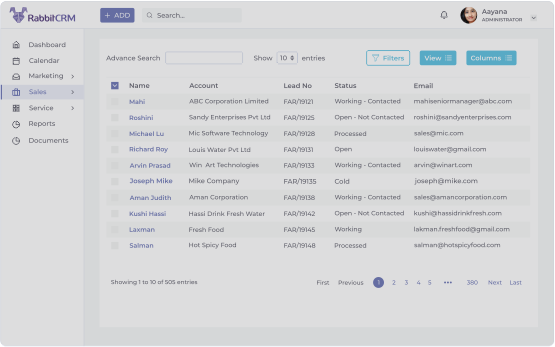 RabbitCRM
+ ADD
Search...
Aayana
ADMINISTRATOR
Dashboard
Calendar
Marketing
Sales
Service
Reports
Documents
Advance Search
Show 10 entries
Filters
View
Columns
Name Account Lead No Status Email
Mahi ABC Corporation Limited FAR/19121 Working - Contacted mahiseniormanager@abc.com
Roshini Sandy Enterprises Pvt Ltd FAR/19125 Open - Not Contacted roshini@sandyenterprises.com
Michael Lu Mic Software Technology FAR/19128 Processed sales@mic.com
Richard Roy Louis Water Pvt Ltd FAR/19131 Open louiswater@gmail.com
Arvin Prasad Win Art Technologies FAR/19133 Working - Contacted arvin@winart.com
Joseph Mike Mike Company FAR/19135 Cold joseph@mike.com
Aman Judith Aman Corporation FAR/19138 Working - Contacted sales@amancorporation.com
Kushi Hassi Hassi Drink Fresh Water FAR/19142 Open - Not Contacted kushi@hassidrinkfresh.com
Laxman Fresh Food FAR/19145 Working lakman.freshfood@gmail.com
Salman Hot Spicy Food FAR/19148 Processed salman@hotspicyfood.com
Showing 1 to 10 of 505 entries
First Previous 1 2 3 4 5 ••• 380 Next Last